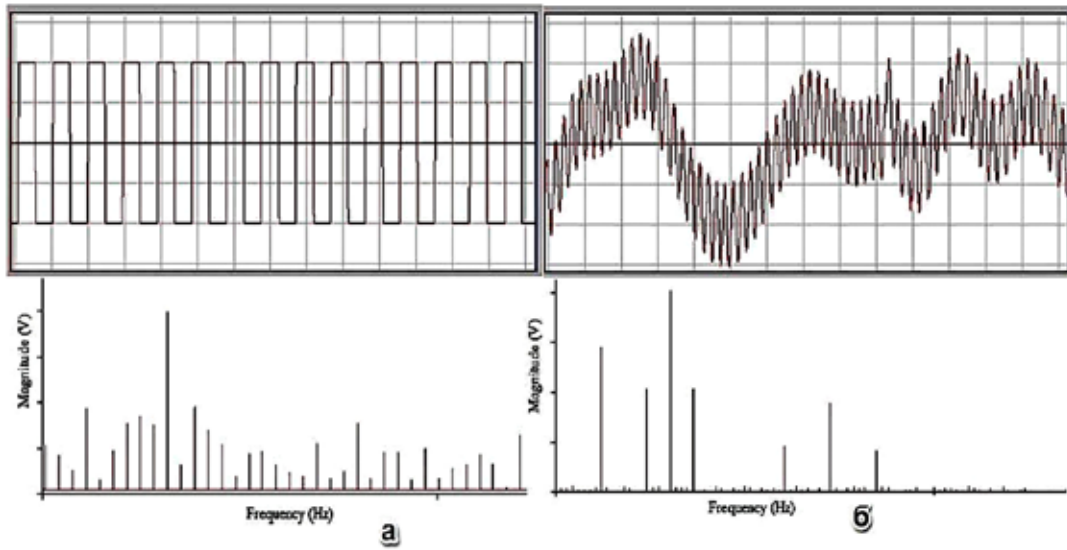 Magnitude (V)
Frequency (Hz)
а
Magnitude (V)
Frequency (Hz)
б